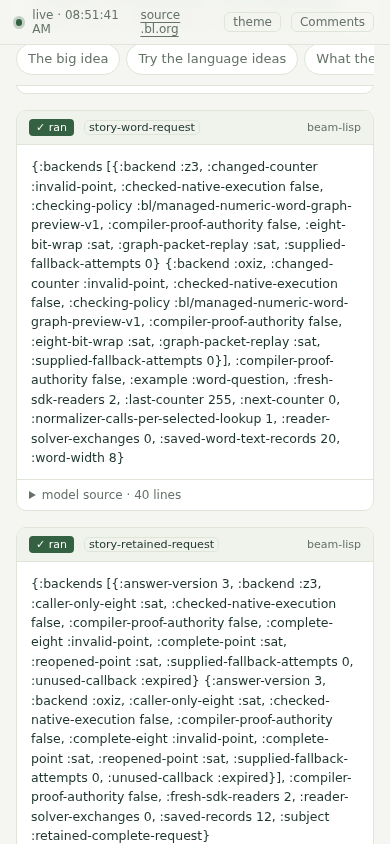 live · 08:51:41 AM
source .bl.org
theme
Comments
The big idea
Try the language ideas
What the
✓ ran
story-word-request
beam-lisp
{:backends [{:backend :z3, :changed-counter
:invalid-point, :checked-native-execution false,
:checking-policy :bl/managed-numeric-word-graph-
preview-v1, :compiler-proof-authority false, :eight-
bit-wrap :sat, :graph-packet-replay :sat, :supplied-
fallback-attempts 0} {:backend :oxiz, :changed-
counter :invalid-point, :checked-native-execution
false, :checking-policy :bl/managed-numeric-word-
graph-preview-v1, :compiler-proof-authority false,
:eight-bit-wrap :sat, :graph-packet-replay :sat,
:supplied-fallback-attempts 0}], :compiler-proof-
authority false, :example :word-question, :fresh-
sdk-readers 2, :last-counter 255, :next-counter 0,
:normalizer-calls-per-selected-lookup 1, :reader-
solver-exchanges 0, :saved-word-text-records 20,
:word-width 8}
▶ model source · 40 lines
✓ ran
story-retained-request
beam-lisp
{:backends [{:answer-version 3, :backend :z3,
:caller-only-eight :sat, :checked-native-execution
false, :compiler-proof-authority false, :complete-
eight :invalid-point, :complete-point :sat,
:reopened-point :sat, :supplied-fallback-attempts 0,
:unused-callback :expired} {:answer-version 3,
:backend :oxiz, :caller-only-eight :sat, :checked-
native-execution false, :compiler-proof-authority
false, :complete-eight :invalid-point, :complete-
point :sat, :reopened-point :sat, :supplied-fallback-
attempts 0, :unused-callback :expired}], :compiler-
proof-authority false, :fresh-sdk-readers 2, :reader-
solver-exchanges 0, :saved-records 12, :subject
:retained-complete-request}